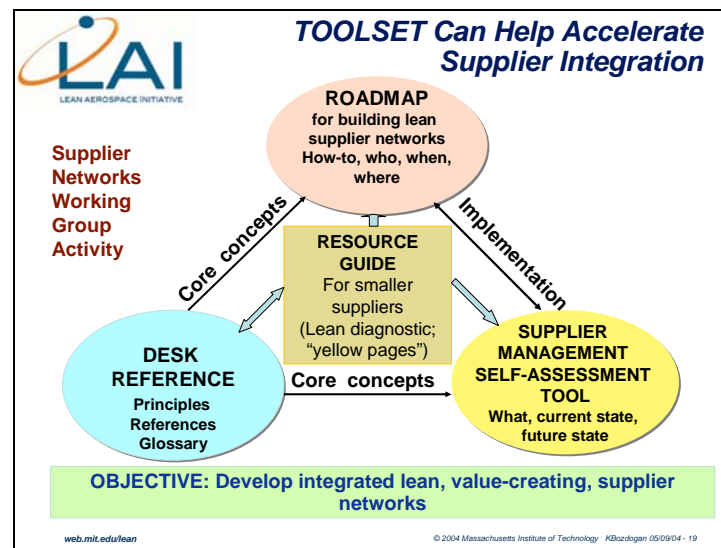 TOOLSET Can Help Accelerate
Supplier Integration
LAI
LEAN AEROSPACE INITIATIVE
Supplier
Networks
Working
Group
Activity
ROADMAP
for building lean
supplier networks
How-to, who, when,
where
Core concepts
Implementation
RESOURCE
GUIDE
For smaller
suppliers
(Lean diagnostic;
“yellow pages”)
DESK
REFERENCE
Principles
References
Glossary
Core concepts
SUPPLIER
MANAGEMENT
SELF-ASSESSMENT
TOOL
What, current state,
future state
OBJECTIVE: Develop integrated lean, value-creating, supplier
networks
web.mit.edu/lean
© 2004 Massachusetts Institute of Technology KBozdogan 05/09/04 - 19